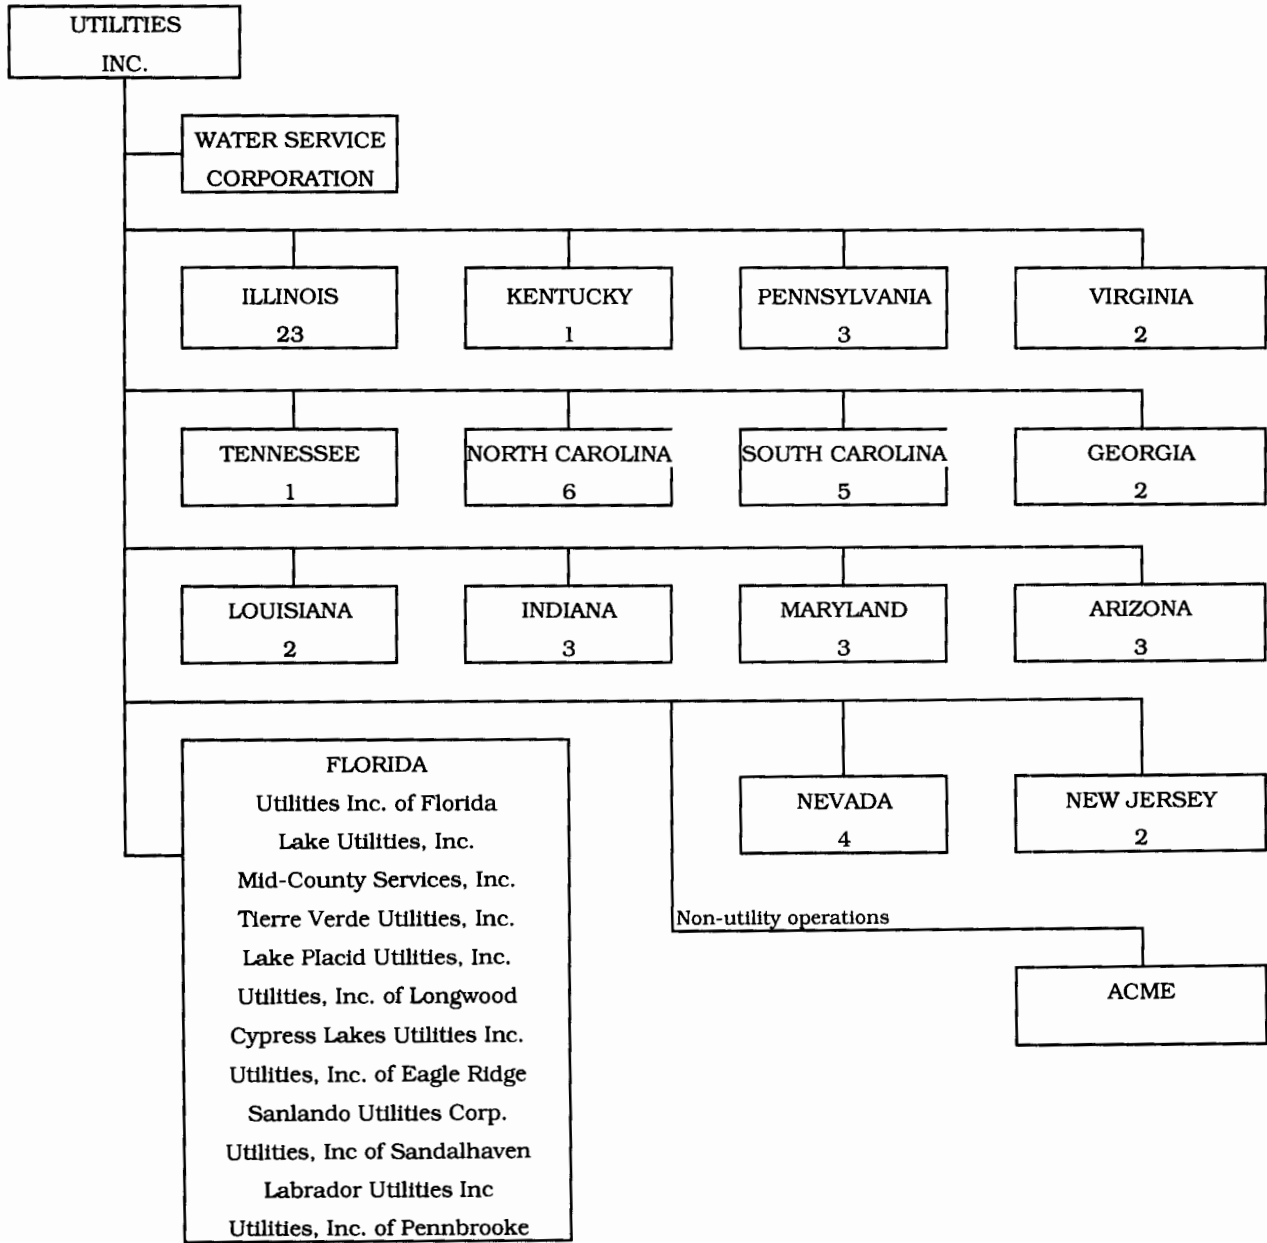 UTILITIES
INC.
WATER SERVICE
CORPORATION
ILLINOIS
23
KENTUCKY
1
PENNSYLVANIA
3
VIRGINIA
2
TENNESSEE
1
NORTH CAROLINA
6
SOUTH CAROLINA
5
GEORGIA
2
LOUISIANA
2
INDIANA
3
MARYLAND
3
ARIZONA
3
FLORIDA
Utilities Inc. of Florida
Lake Utilities, Inc.
Mid-County Services, Inc.
Tierre Verde Utilities, Inc.
Lake Placid Utilities, Inc.
Utilities, Inc. of Longwood
Cypress Lakes Utilities Inc.
Utilities, Inc. of Eagle Ridge
Sanlando Utilities Corp.
Utilities, Inc of Sandalhaven
Labrador Utilities Inc
Utilities, Inc. of Pennbrooke
NEVADA
4
NEW JERSEY
2
Non-utility operations
ACME